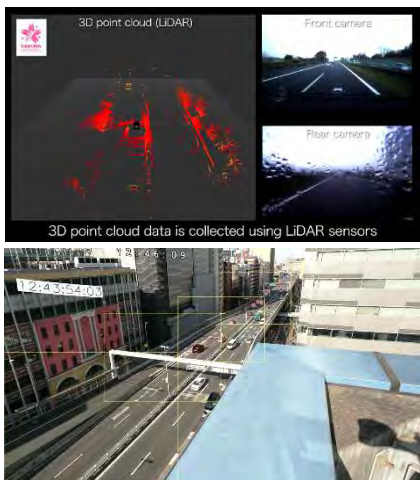 3D point cloud (LiDAR)
SAKURA
Front camera
Rear camera
3D point cloud data is collected using LiDAR sensors
12:46:09
12:43:54:03